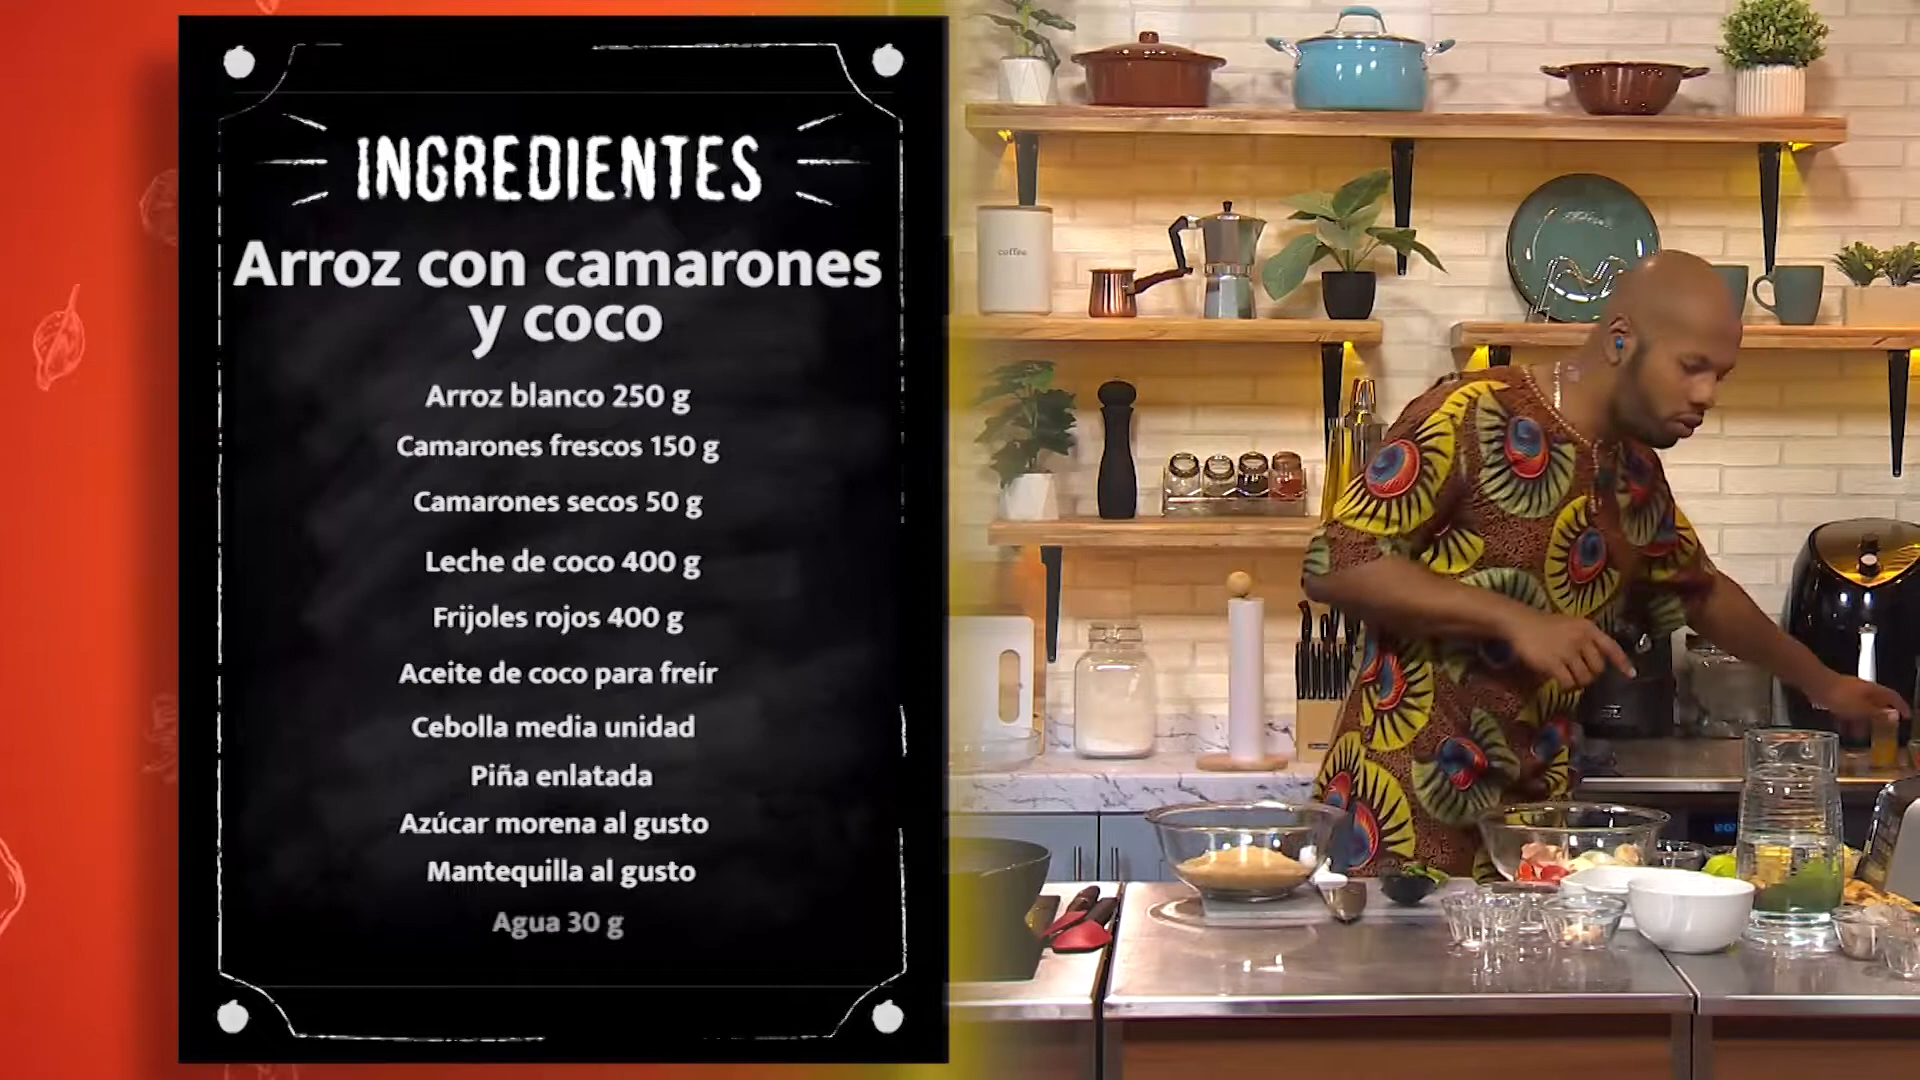 INGREDIENTES
Arroz con camarones
y coco
Arroz blanco 250 g
Camarones frescos 150 g
Camarones secos 50 g
Leche de coco 400 g
Frijoles rojos 400 g
Aceite de coco para freír
Cebolla media unidad
Piña enlatada
Azúcar morena al gusto
Mantequilla al gusto
Agua 30 g
coffee